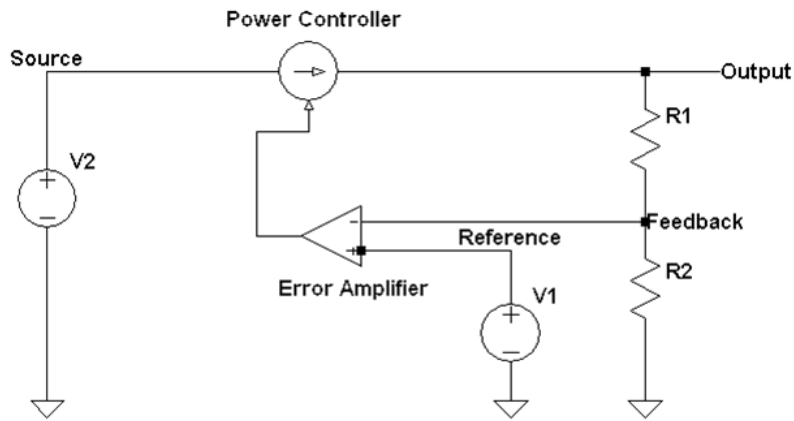 Power Controller
Source
Output
R1
V2
Feedback
Reference
R2
Error Amplifier
V1